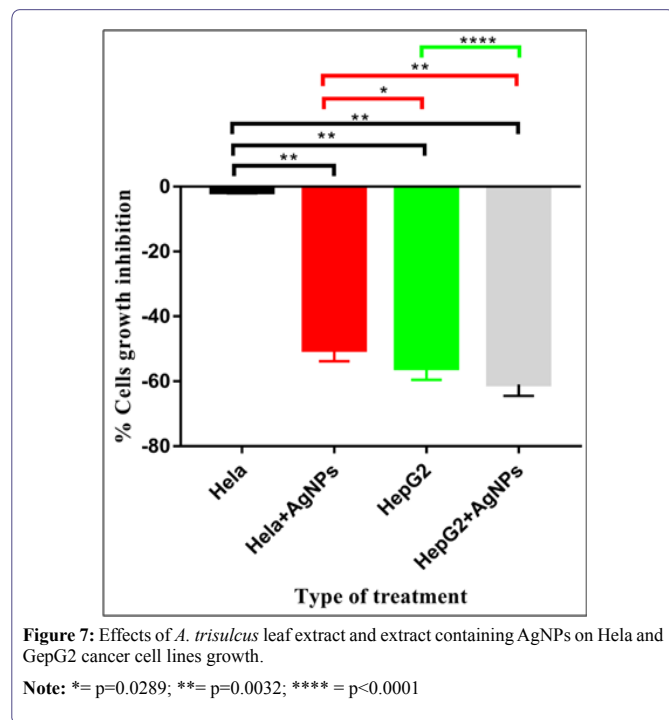 ****
**
*
**
**
**
% Cells growth inhibition
0
-20
-40
-60
-80
Hela
Hela+AgNPs
HepG2
HepG2+AgNPs
Type of treatment
Figure 7: Effects of A. trisulcus leaf extract and extract containing AgNPs on Hela and
GepG2 cancer cell lines growth.
Note: *= p=0.0289; **= p=0.0032; **** = p<0.0001